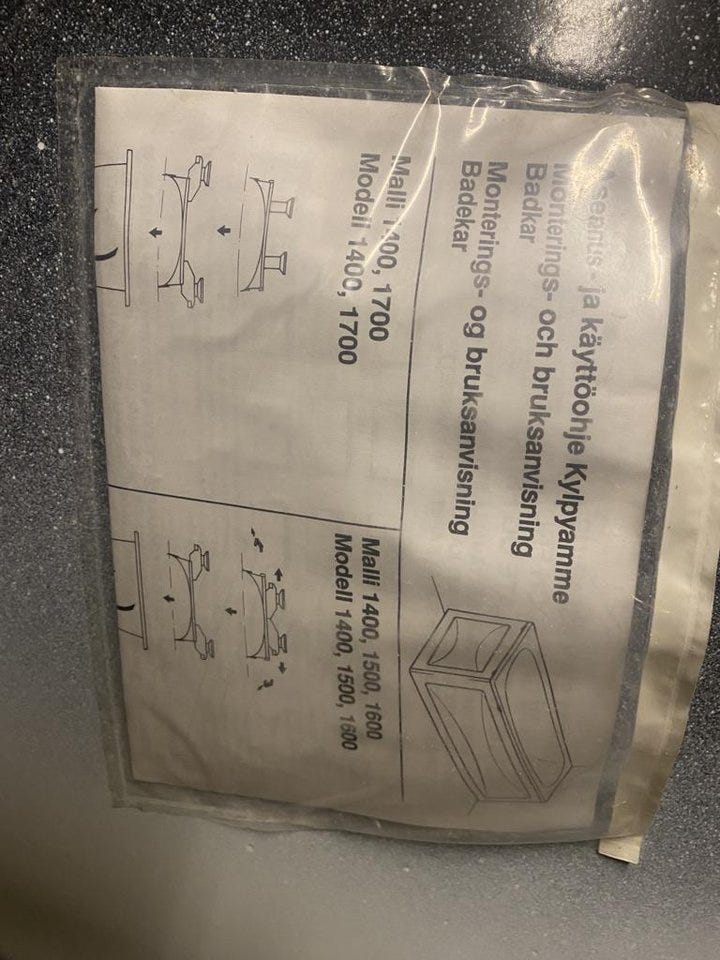 Asennus- ja käyttöohje Kylpyamme
Monterings- och bruksanvisning
Badkar
Monterings- og bruksanvisning
Badekar
Malli 1400, 1700
Modell 1400, 1700
Malli 1400, 1500, 1600
Modell 1400, 1500, 1600